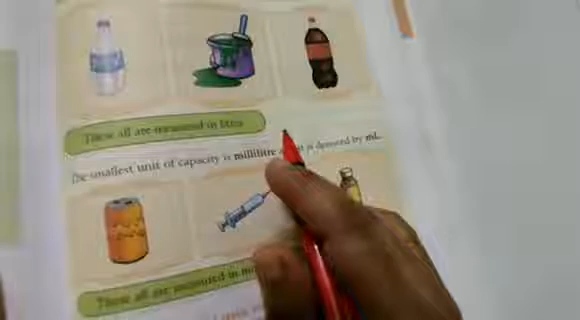 These all are measured in litres
The smallest unit of capacity is millilitre it is denoted by ml.
These all are measured in